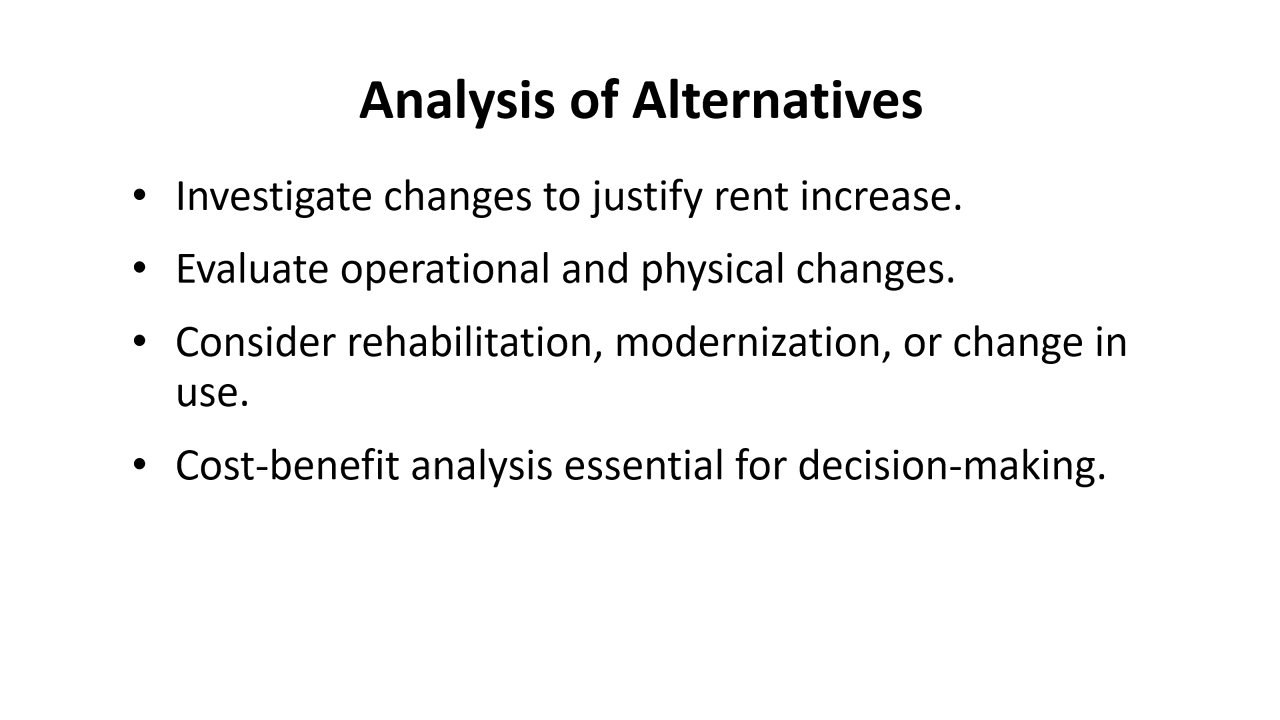 Analysis of Alternatives
• Investigate changes to justify rent increase.
• Evaluate operational and physical changes.
• Consider rehabilitation, modernization, or change in
use.
• Cost-benefit analysis essential for decision-making.